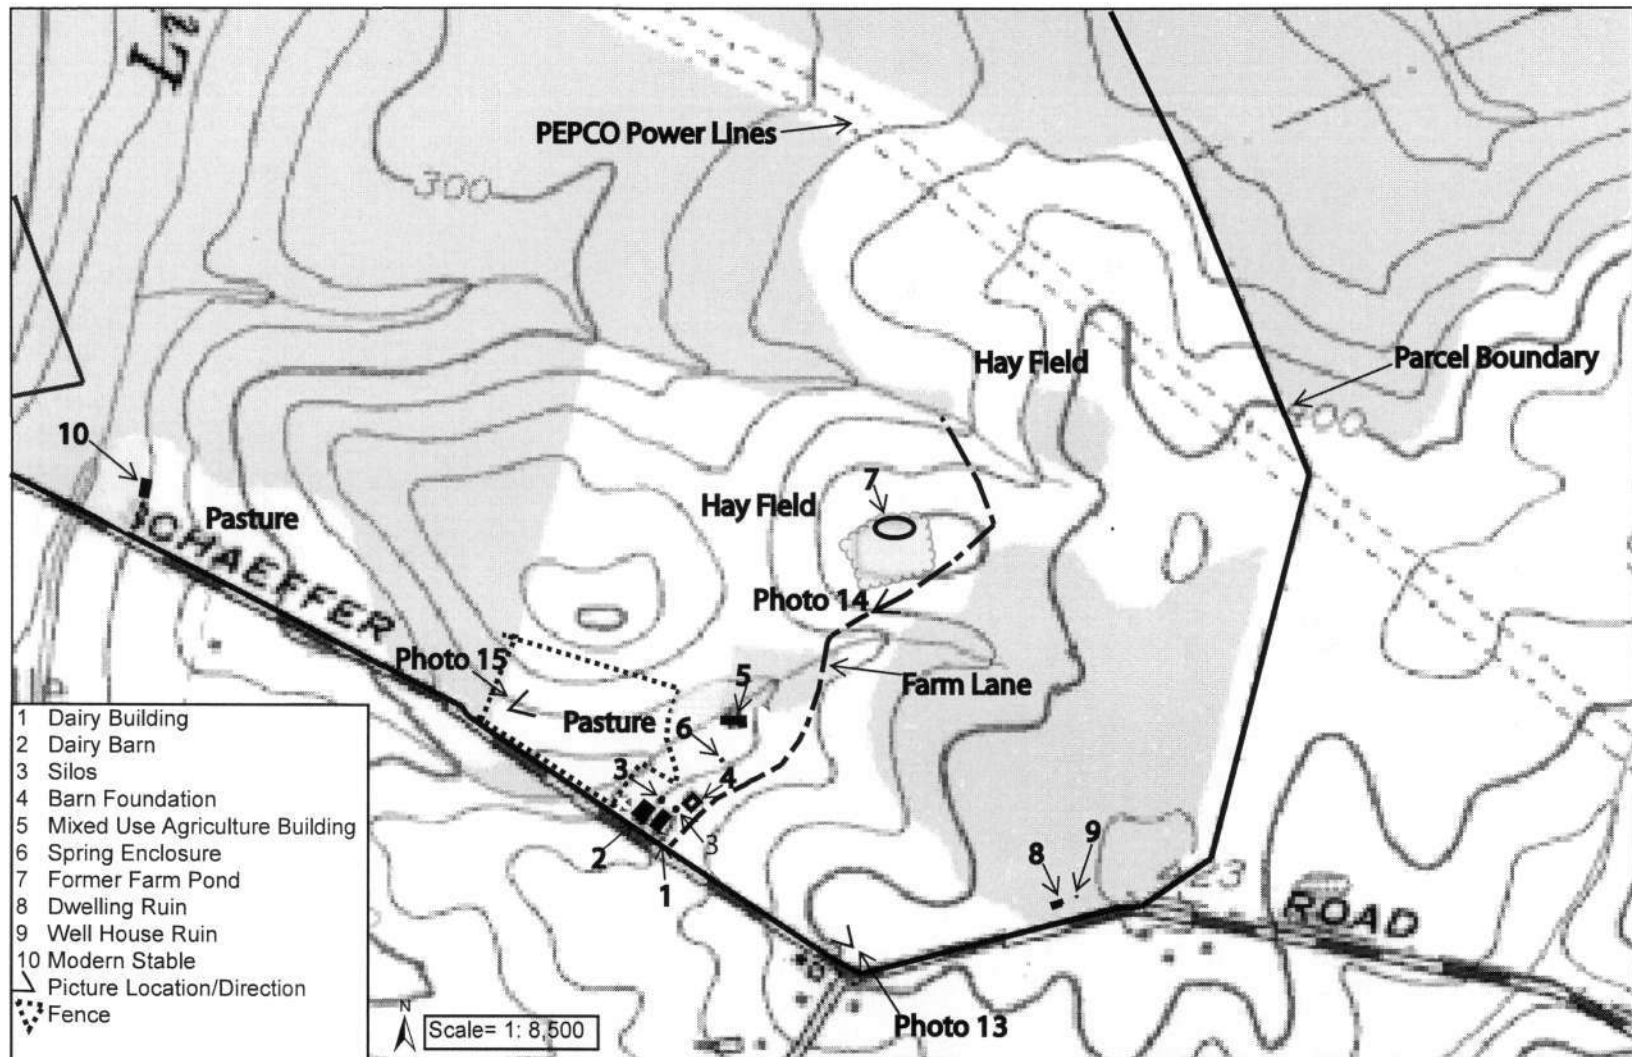 Li
PEPCO Power Lines
300
Hay Field
Parcel Boundary
400
10
7
Hay Field
Pasture
SCHAEFFER
Photo 14
Photo 15
5
Farm Lane
Pasture
6
3
4
2
3
1
9
8
423
ROAD
Photo 13
1 Dairy Building
2 Dairy Barn
3 Silos
4 Barn Foundation
5 Mixed Use Agriculture Building
6 Spring Enclosure
7 Former Farm Pond
8 Dwelling Ruin
9 Well House Ruin
10 Modern Stable
Picture Location/Direction
Fence
N
Scale= 1: 8,500